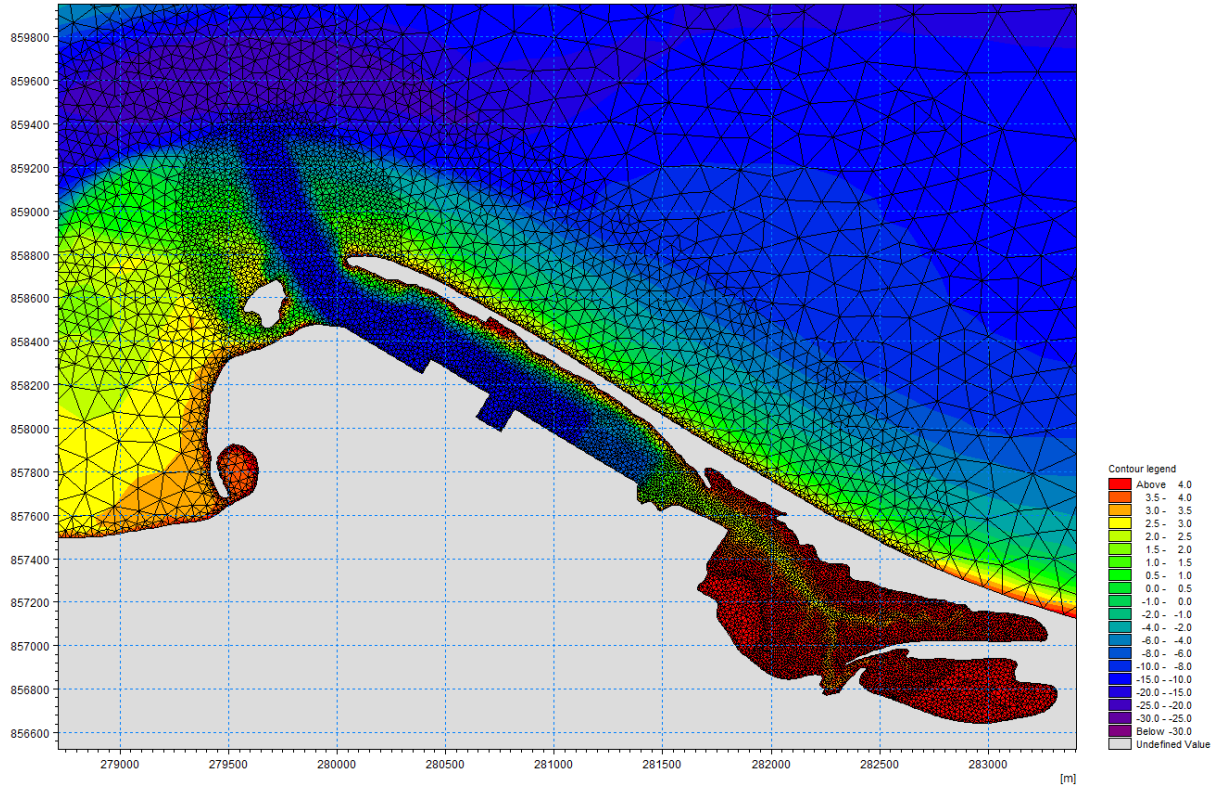 859800
859600
859400
859200
859000
858800
858600
858400
858200
858000
857800
857600
857400
857200
857000
856800
856600
279000 279500 280000 280500 281000 281500 282000 282500 283000
[m]
Contour legend
Above 4.0
3.5 - 4.0
3.0 - 3.5
2.5 - 3.0
2.0 - 2.5
1.5 - 2.0
1.0 - 1.5
0.5 - 1.0
0.0 - 0.5
-1.0 - 0.0
-2.0 - -1.0
-4.0 - -2.0
-6.0 - -4.0
-8.0 - -6.0
-10.0 - -8.0
-15.0 - -10.0
-20.0 - -15.0
-25.0 - -20.0
-30.0 - -25.0
Below -30.0
Undefined Value